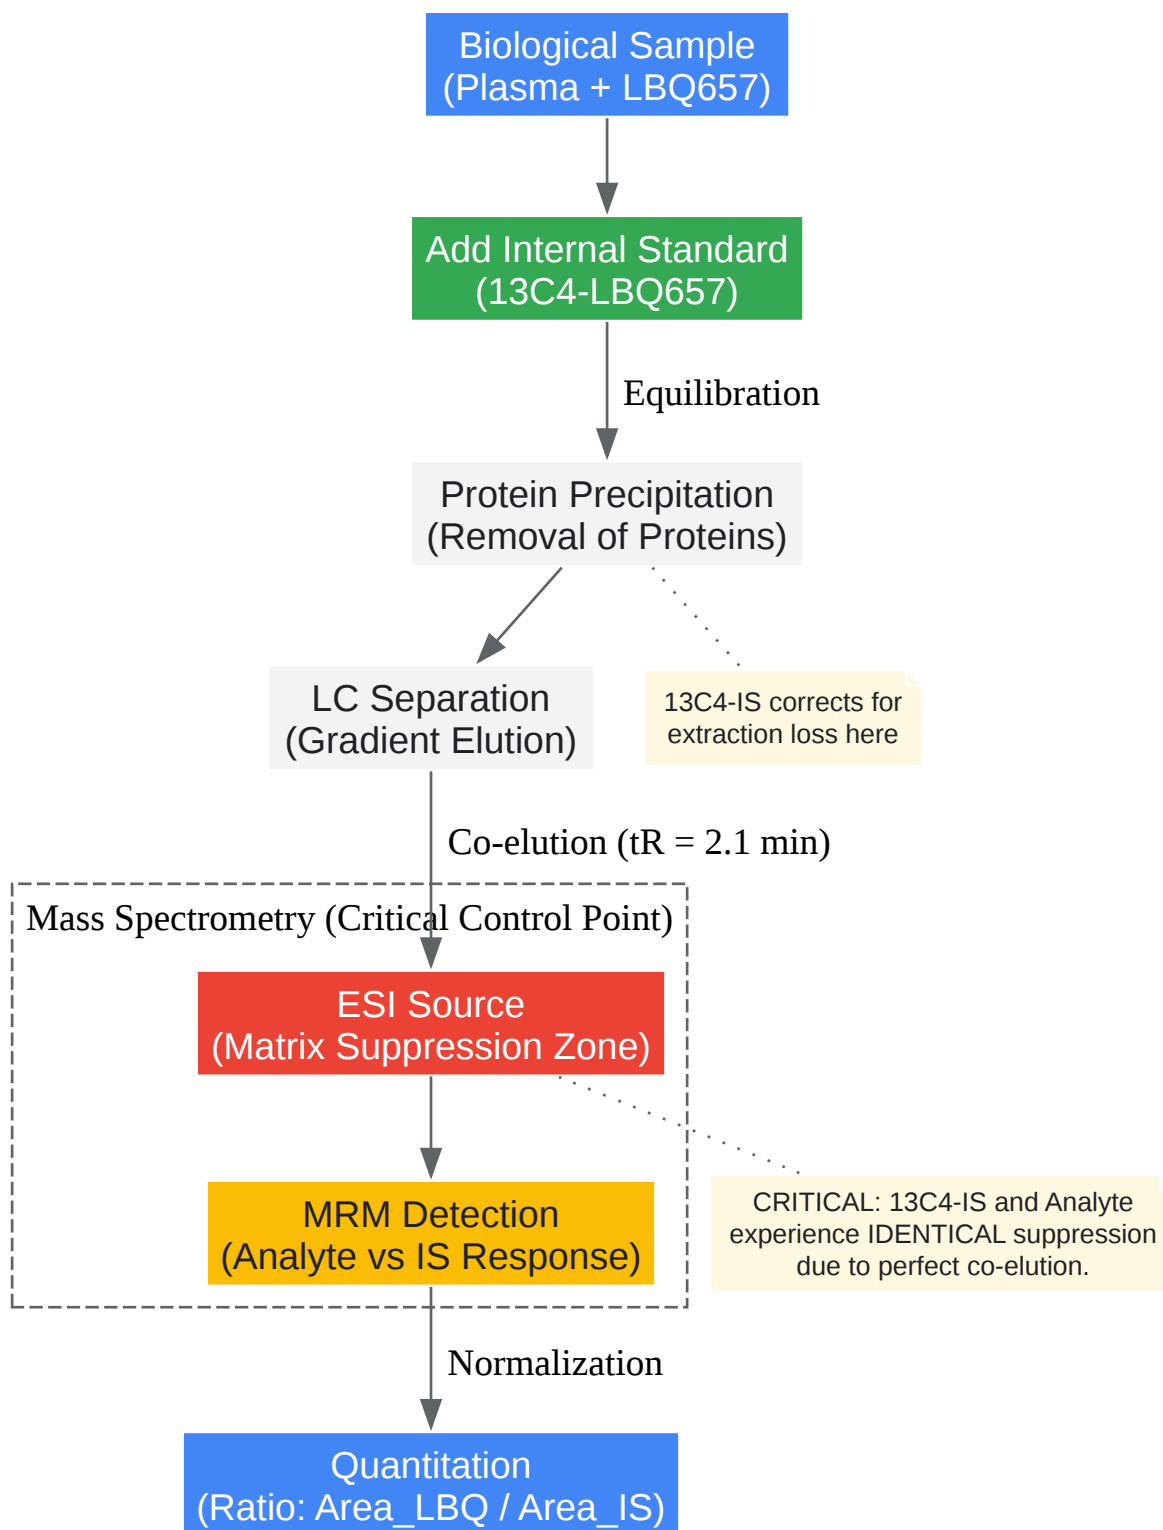 Biological Sample
(Plasma + LBQ657)
Add Internal Standard
(13C4-LBQ657)
Equilibration
Protein Precipitation
(Removal of Proteins)
LC Separation
(Gradient Elution)
13C4-IS corrects for
extraction loss here
Co-elution (tR = 2.1 min)
Mass Spectrometry (Critical Control Point)
ESI Source
(Matrix Suppression Zone)
MRM Detection
(Analyte vs IS Response)
CRITICAL: 13C4-IS and Analyte
experience IDENTICAL suppression
due to perfect co-elution.
Normalization
Quantitation
(Ratio: Area_LBQ / Area_IS)